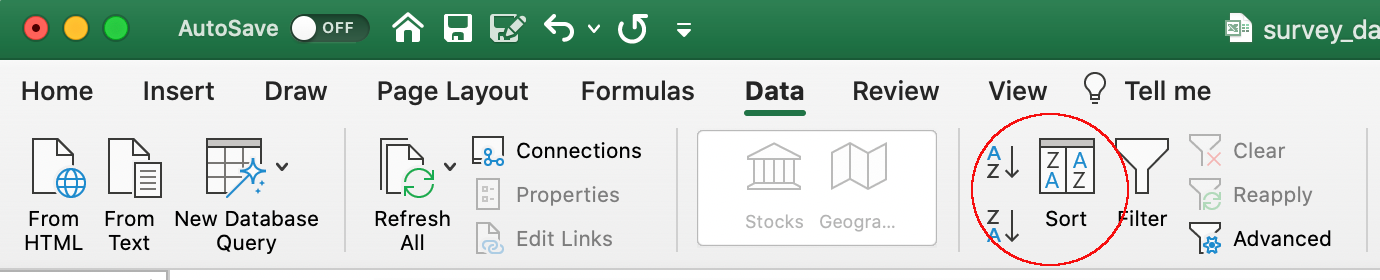 AutoSave OFF survey_da
Home Insert Draw Page Layout Formulas Data Review View Tell me
From HTML
From Text
New Database Query
Refresh All
Connections
Properties
Edit Links
Stocks Geogra...
A Z
Z A
Z A A Z
Sort
Filter
Clear
Reapply
Advanced